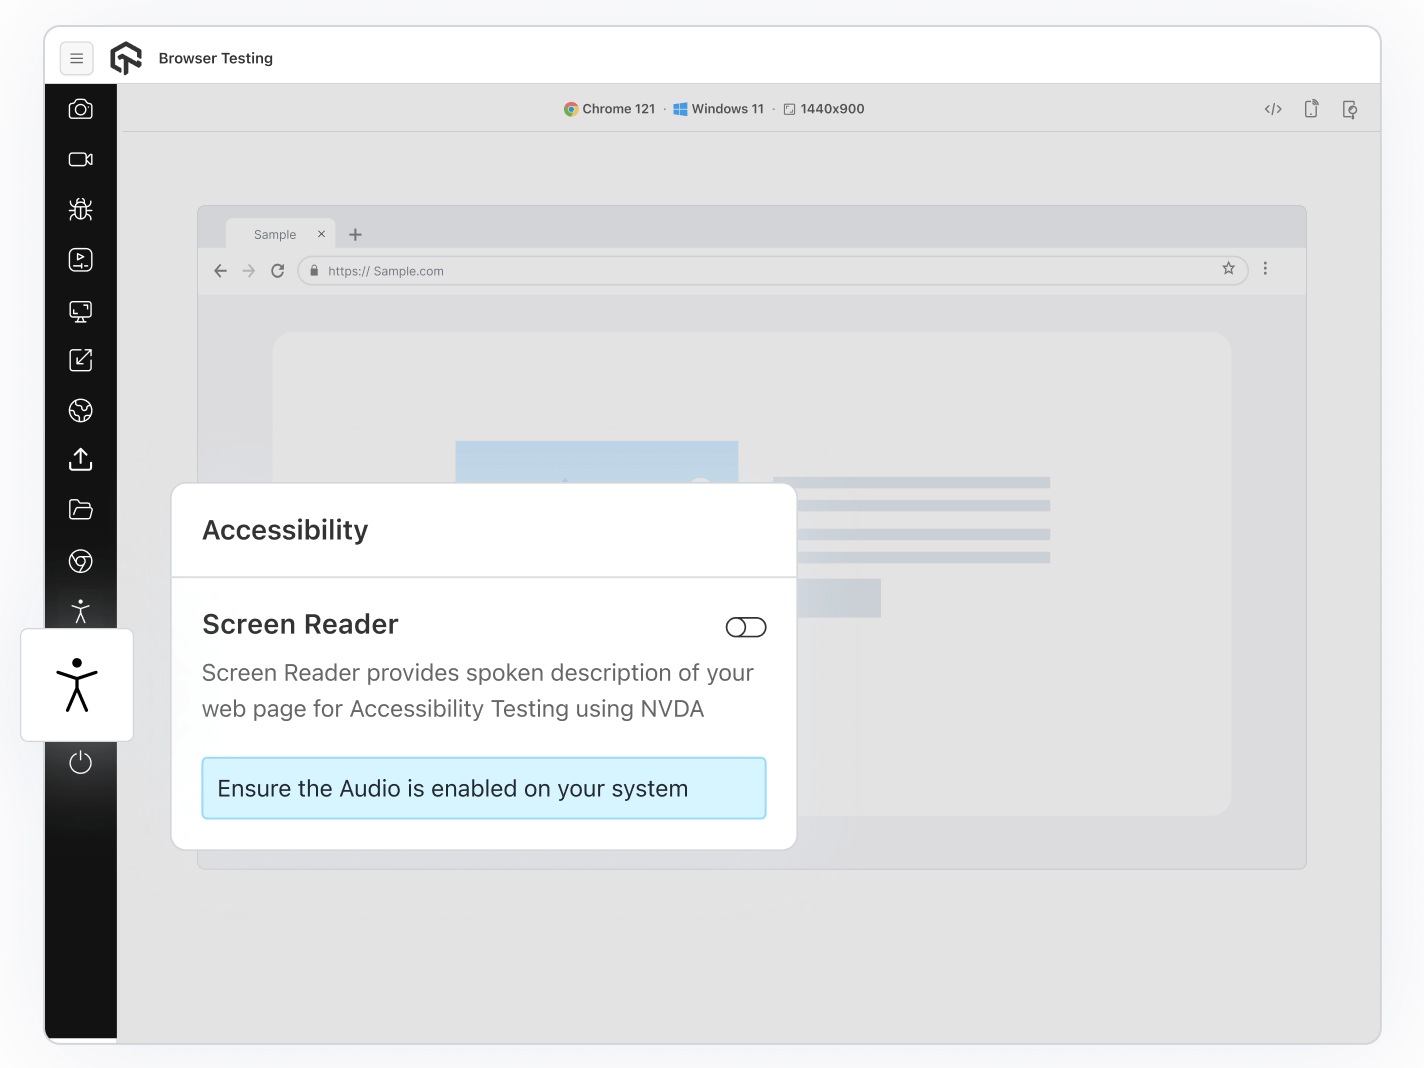 Browser Testing
Chrome 121 · Windows 11 · 1440x900
Sample
https:// Sample.com
Accessibility
Screen Reader
Screen Reader provides spoken description of your
web page for Accessibility Testing using NVDA
Ensure the Audio is enabled on your system